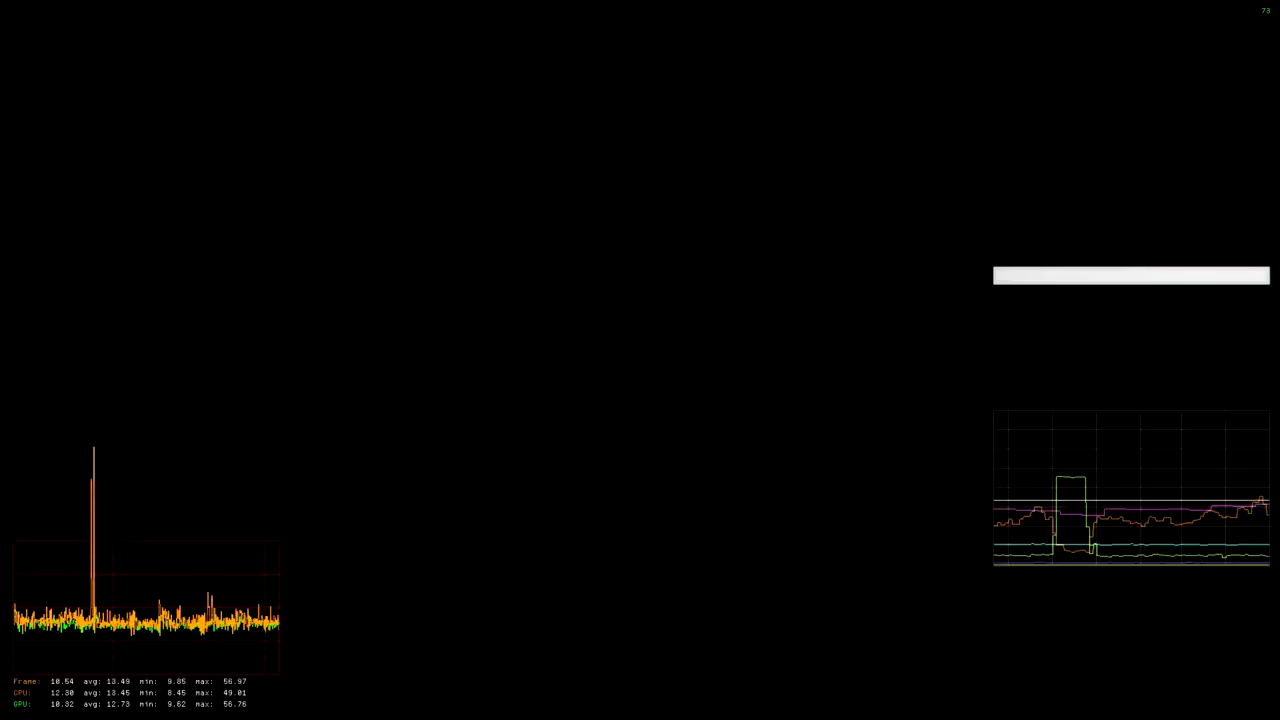 73
Frame: 10.54 avg: 13.49 min: 9.85 max: 56.97
CPU: 12.30 avg: 13.45 min: 8.45 max: 49.01
GPU: 10.32 avg: 12.73 min: 9.62 max: 56.76